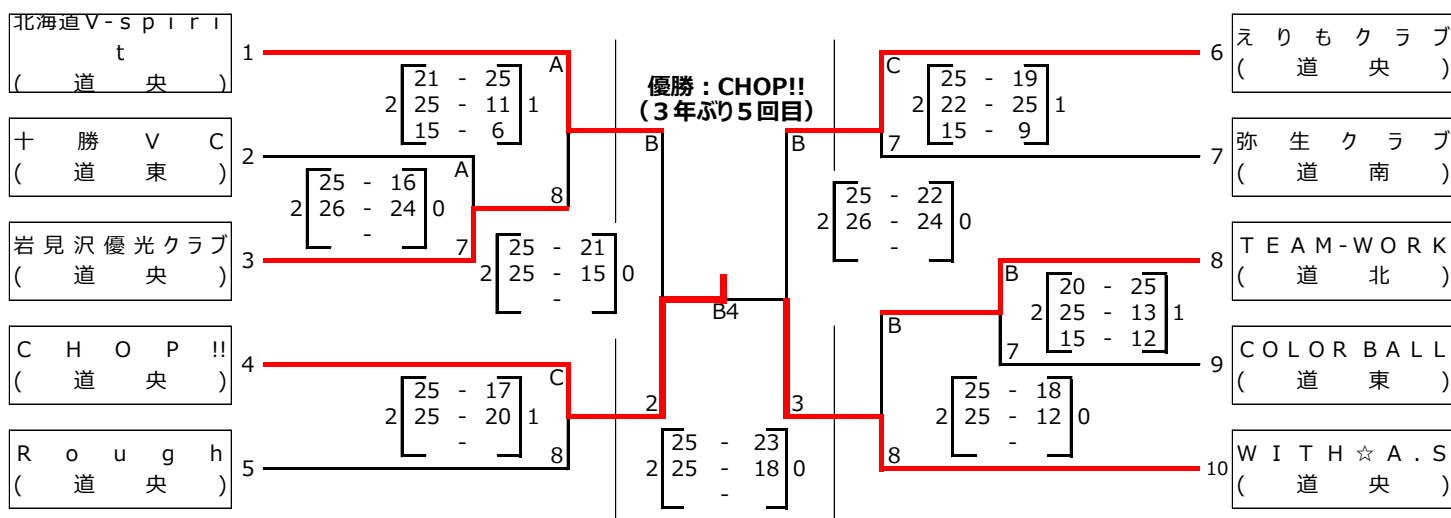 北海道V-spiri
t
(道央)
1
十勝VC
(道東)
2
岩見沢優光クラブ
(道央)
3
CHOP!!
(道央)
4
Rough
(道央)
5
A
21 - 25
2 25 - 11 1
15 - 6
A
25 - 16
2 26 - 24 0
-
7
8
25 - 21
2 25 - 15 0
-
C
25 - 17
2 25 - 20 1
-
8
B
2
優勝：CHOP!!
（３年ぶり５回目）
B4
25 - 23
2 25 - 18 0
-
B
3
25 - 22
2 26 - 24 0
-
C
25 - 19
2 22 - 25 1
15 - 9
7
B
20 - 25
2 25 - 13 1
15 - 12
7
B
25 - 18
2 25 - 12 0
-
8
6
えりもクラブ
(道央)
7
弥生クラブ
(道南)
8
TEAM-WORK
(道北)
9
COLOR BALL
(道東)
10
WITH☆A.S
(道央)